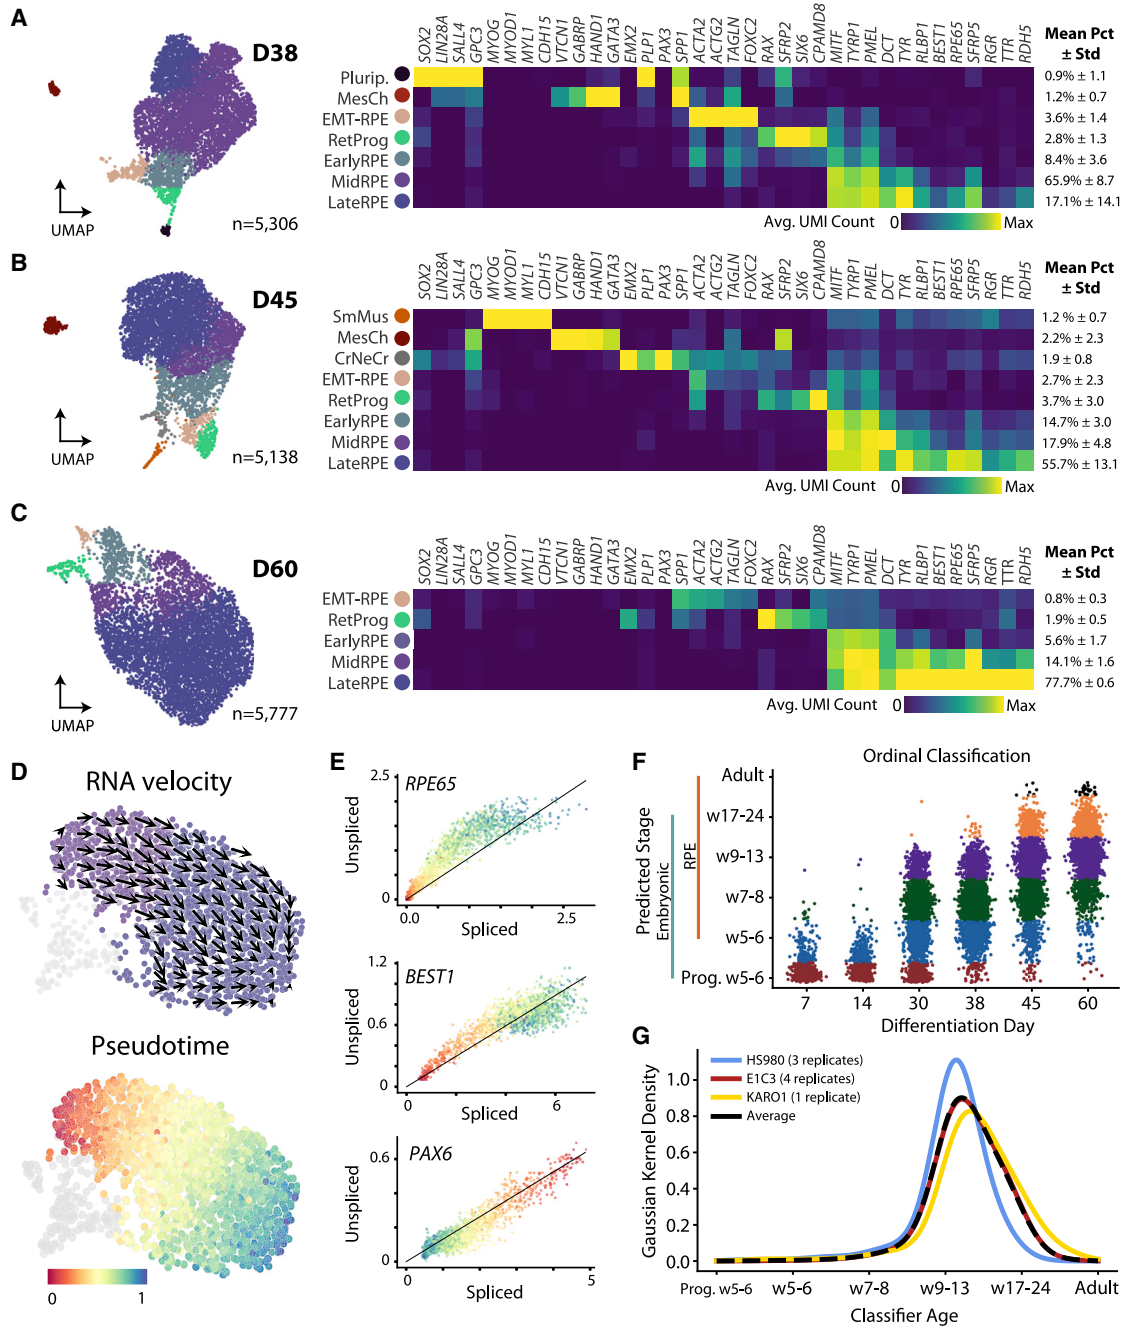 A
D38
UMAP
n=5,306
SOX2 LIN28A SALL4 GPC3 MYOG MYOD1 MYL1 CDH15 VTCN1 GABRP HAND1 GATA3 EMX2 PLP1 PAX3 SPP1 ACTA2 ACTG2 TAGLN FOXC2 RAX SFRP2 SIX6 CPAMD8 MITF TYRP1 PMEL DCT TYR RLBP1 BEST1 RPE65 SFRP5 RGR TTR RDH5
Mean Pct
± Std
Plurip. 0.9% ± 1.1
MesCh 1.2% ± 0.7
EMT-RPE 3.6% ± 1.4
RetProg 2.8% ± 1.3
EarlyRPE 8.4% ± 3.6
MidRPE 65.9% ± 8.7
LateRPE 17.1% ± 14.1
Avg. UMI Count 0 Max
B
D45
UMAP
n=5,138
SOX2 LIN28A SALL4 GPC3 MYOG MYOD1 MYL1 CDH15 VTCN1 GABRP HAND1 GATA3 EMX2 PLP1 PAX3 SPP1 ACTA2 ACTG2 TAGLN FOXC2 RAX SFRP2 SIX6 CPAMD8 MITF TYRP1 PMEL DCT TYR RLBP1 BEST1 RPE65 SFRP5 RGR TTR RDH5
Mean Pct
± Std
SmMus 1.2 % ± 0.7
MesCh 2.2% ± 2.3
CrNeCr 1.9 ± 0.8
EMT-RPE 2.7% ± 2.3
RetProg 3.7% ± 3.0
EarlyRPE 14.7% ± 3.0
MidRPE 17.9% ± 4.8
LateRPE 55.7% ± 13.1
Avg. UMI Count 0 Max
C
D60
UMAP
n=5,777
SOX2 LIN28A SALL4 GPC3 MYOG MYOD1 MYL1 CDH15 VTCN1 GABRP HAND1 GATA3 EMX2 PLP1 PAX3 SPP1 ACTA2 ACTG2 TAGLN FOXC2 RAX SFRP2 SIX6 CPAMD8 MITF TYRP1 PMEL DCT TYR RLBP1 BEST1 RPE65 SFRP5 RGR TTR RDH5
Mean Pct
± Std
EMT-RPE 0.8% ± 0.3
RetProg 1.9% ± 0.5
EarlyRPE 5.6% ± 1.7
MidRPE 14.1% ± 1.6
LateRPE 77.7% ± 0.6
Avg. UMI Count 0 Max
D
RNA velocity
Pseudotime
0 1
E
RPE65
2.5
Unspliced
0
0.0 2.5
Spliced
BEST1
1.2
0.6
0
Unspliced
0 6
Spliced
PAX6
0.6
Unspliced
0
0 5
Spliced
F
Ordinal Classification
Predicted Stage
Embryonic
RPE
Adult
w17-24
w9-13
w7-8
w5-6
Prog. w5-6
7 14 30 38 45 60
Differentiation Day
G
HS980 (3 replicates)
E1C3 (4 replicates)
KARO1 (1 replicate)
Average
Gaussian Kernel Density
1.0
0.8
0.6
0.4
0.2
0.0
Prog. w5-6 w5-6 w7-8 w9-13 w17-24 Adult
Classifier Age